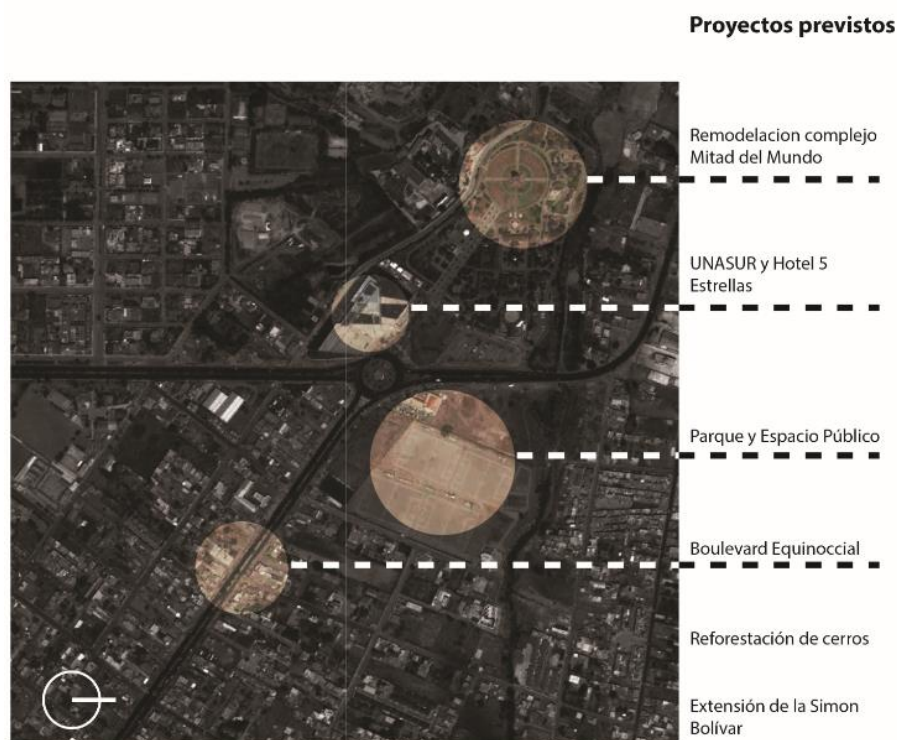 Proyectos previstos
Remodelacion complejo
Mitad del Mundo
UNASUR y Hotel 5
Estrellas
Parque y Espacio Público
Boulevard Equinoccial
Reforestación de cerros
Extensión de la Simon
Bolívar